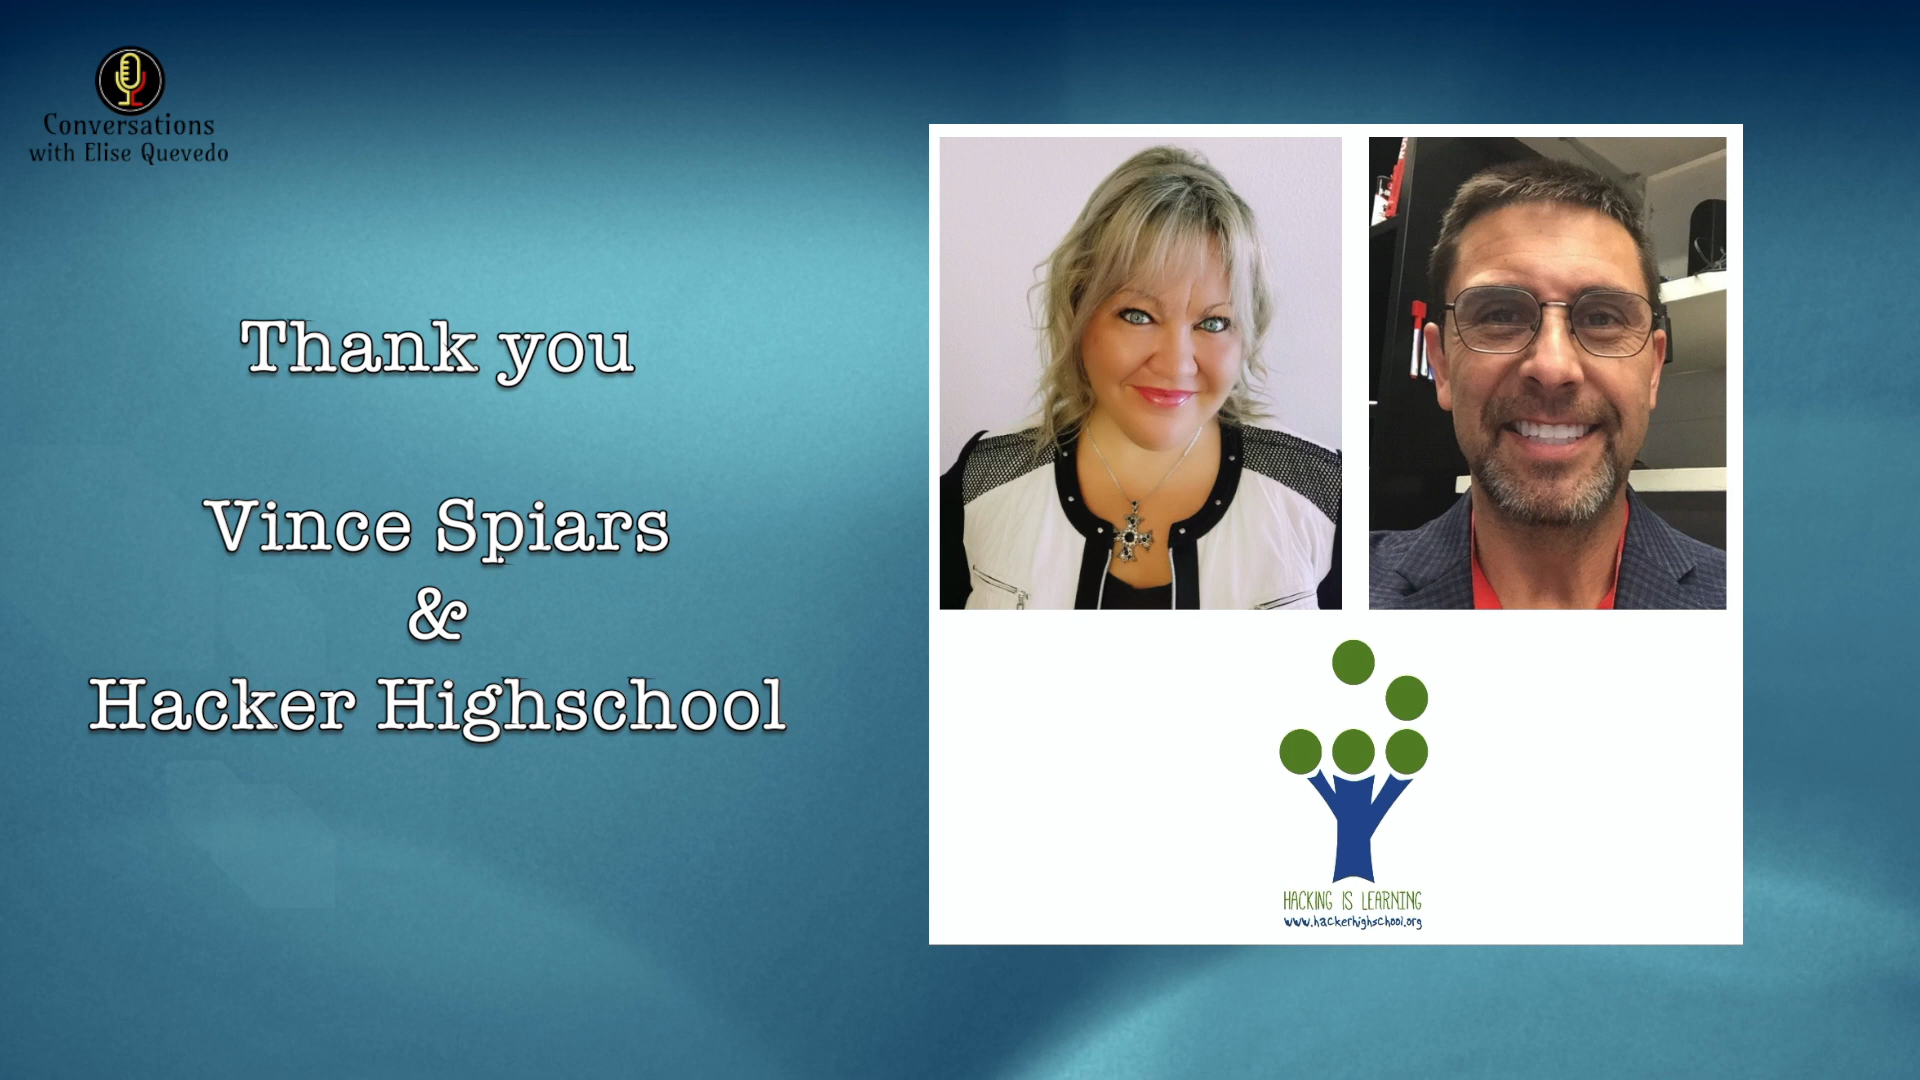 Conversations
with Elise Quevedo
Thank you
Vince Spiars
&
Hacker Highschool
HACKING IS LEARNING
www.hackerhighschool.org